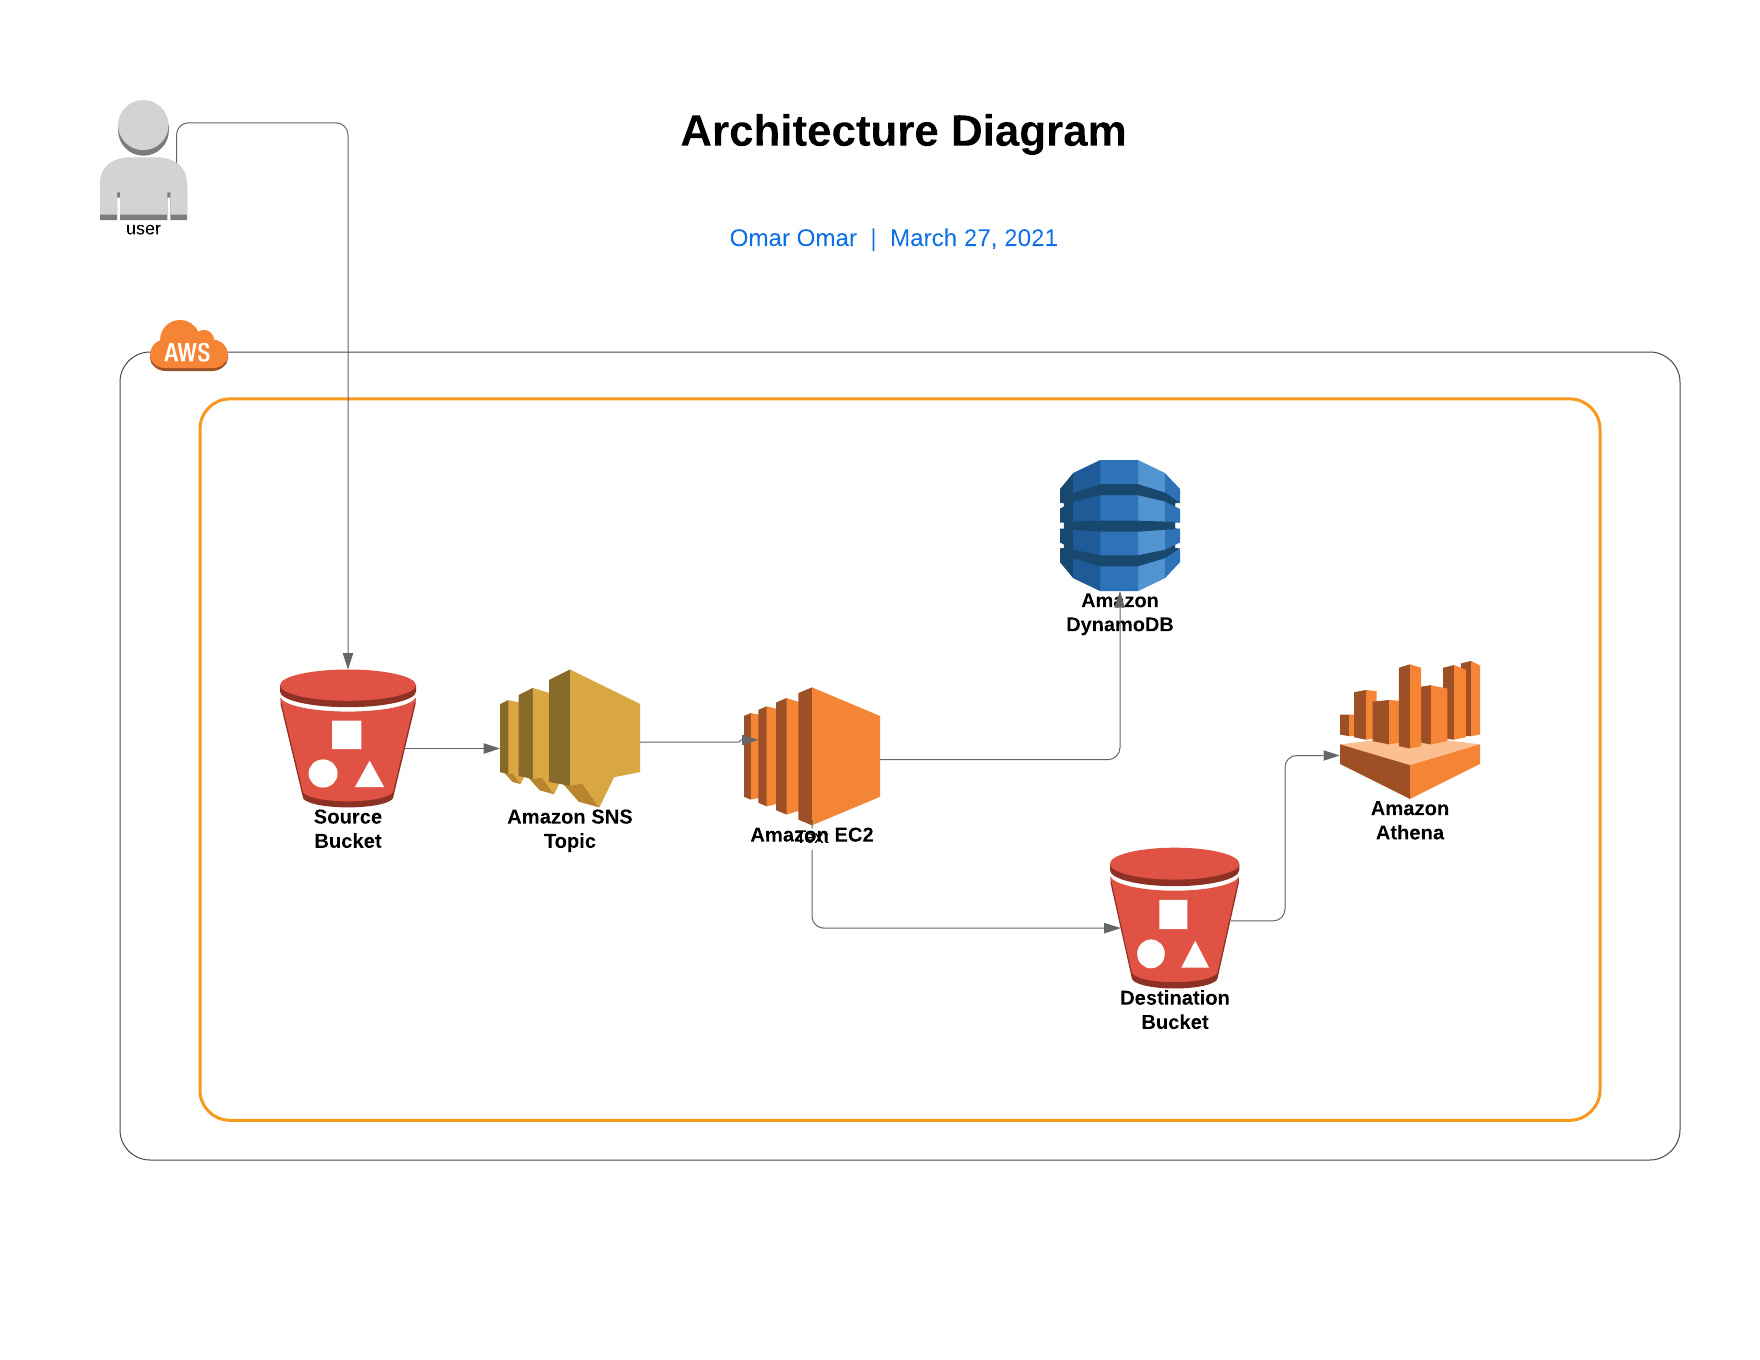 Architecture Diagram
user
Omar Omar | March 27, 2021
AWS
Amazon
DynamoDB
Source
Bucket
Amazon SNS
Topic
Amazon EC2
Text
Amazon
Athena
Destination
Bucket